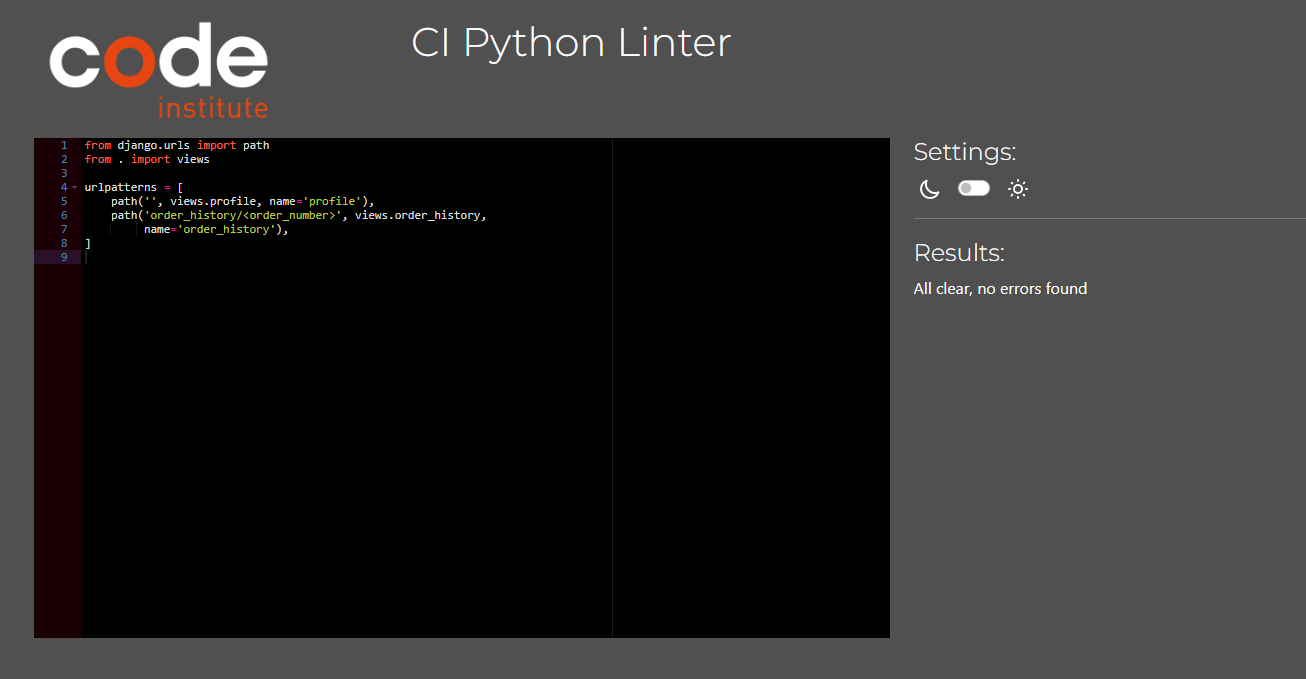 code
institute
CI Python Linter
1 from django.urls import path
2 from . import views
3
4 urlpatterns = [
5     path('', views.profile, name='profile'),
6     path('order_history/<order_number>', views.order_history,
7          name='order_history'),
8 ]
9
Settings:
Results:
All clear, no errors found